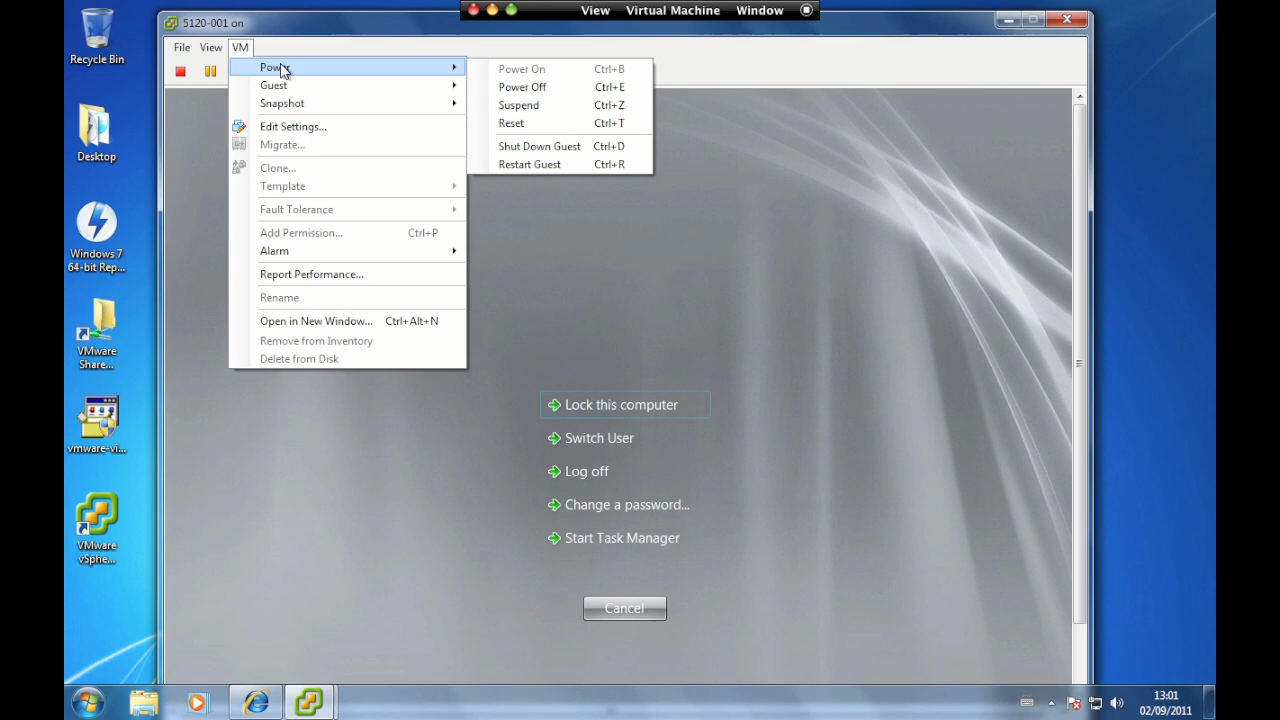 View Virtual Machine Window
5120-001 on
File View VM
Power
Guest
Snapshot
Edit Settings...
Migrate...
Clone...
Template
Fault Tolerance
Add Permission... Ctrl+P
Alarm
Report Performance...
Rename
Open in New Window... Ctrl+Alt+N
Remove from Inventory
Delete from Disk
Power On Ctrl+B
Power Off Ctrl+E
Suspend Ctrl+Z
Reset Ctrl+T
Shut Down Guest Ctrl+D
Restart Guest Ctrl+R
Lock this computer
Switch User
Log off
Change a password...
Start Task Manager
Cancel
Recycle Bin
Desktop
Windows 7
64-bit Rep...
VMware
Share...
vmware-vi...
VMware
vSphe...
13:01
02/09/2011